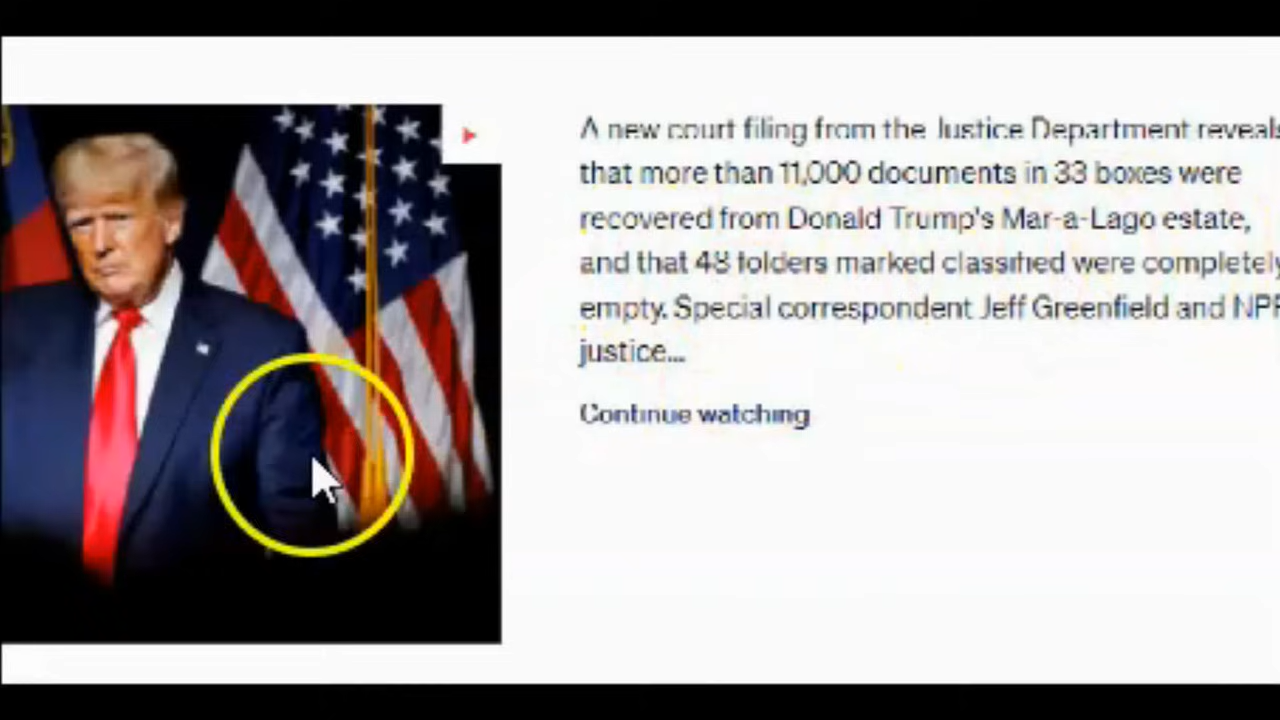 A new court filing from the Justice Department reveals
that more than 11,000 documents in 33 boxes were
recovered from Donald Trump's Mar-a-Lago estate,
and that 48 folders marked classified were completely
empty. Special correspondent Jeff Greenfield and
justice...
Continue watching